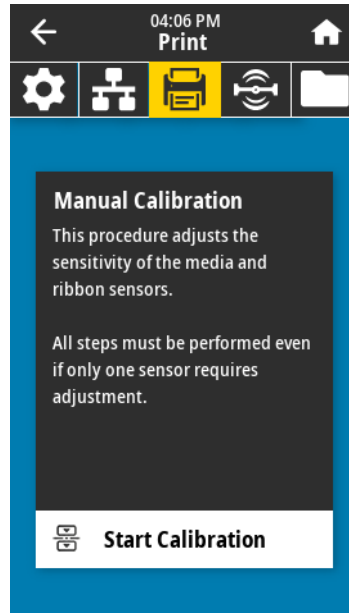 04:06 PM
Print
Manual Calibration
This procedure adjusts the
sensitivity of the media and
ribbon sensors.
All steps must be performed even
if only one sensor requires
adjustment.
Start Calibration